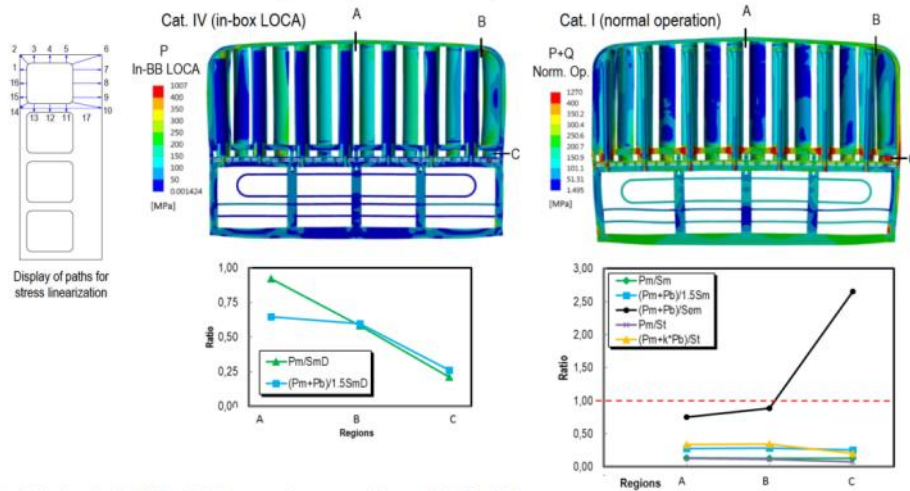 Cat. IV (in-box LOCA)
A
B
P
In-BB LOCA
1007
400
350
300
250
200
150
100
50
0.001424
[MPa]
C
Cat. I (normal operation)
A
B
P+Q
Norm. Op.
1270
400
350.2
300.4
250.6
200.7
150.9
101.1
51.31
1.495
[MPa]
2 3 4 5 6
1 7
16 8
15 9
14 10
13 12 11 17
Display of paths for
stress linearization
1,00
0,75
0,50
0,25
0,00
Ratio
Pm/SmD
(Pm+Pb)/1.5SmD
A B C
Regions
3,00
2,50
2,00
1,50
1,00
0,50
0,00
Ratio
Pm/Sm
(Pm+Pb)/1.5Sm
(Pm+Pb)/Sem
Pm/St
(Pm+k*Pb)/St
Regions A B C